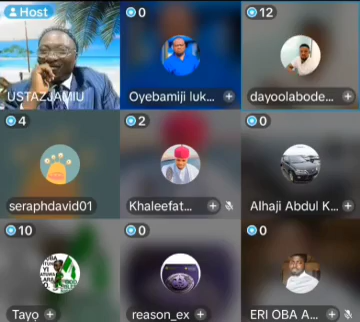 Host
0
12
USTAZJAMIU
Oyebamiji luk...
dayoolabode...
4
2
0
seraphdavid01
Khaleefat...
Alhaji Abdul K...
10
0
0
Tayo
reason_ex
ERI OBA A...